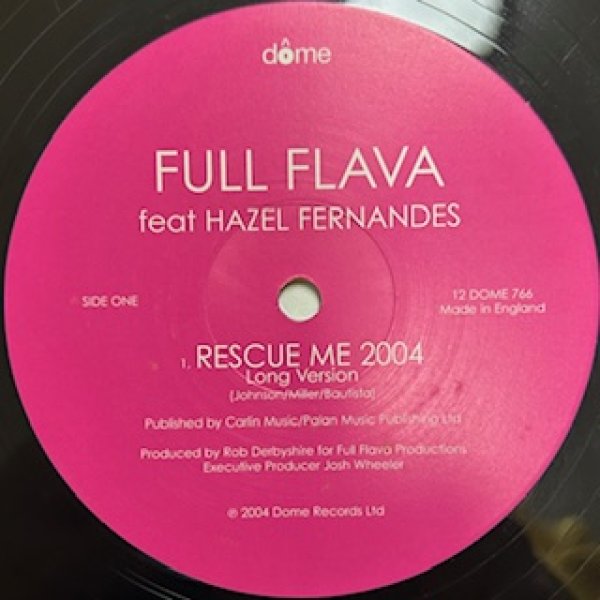 dôme
FULL FLAVA
feat HAZEL FERNANDES
SIDE ONE
12 DOME 766
Made in England
1. RESCUE ME 2004
Long Version
(Johnson/Miller/Bautista)
Published by Carlin Music/Palan Music Publishing Ltd
Produced by Rob Derbyshire for Full Flava Productions
Executive Producer Josh Wheeler
℗ 2004 Dome Records Ltd